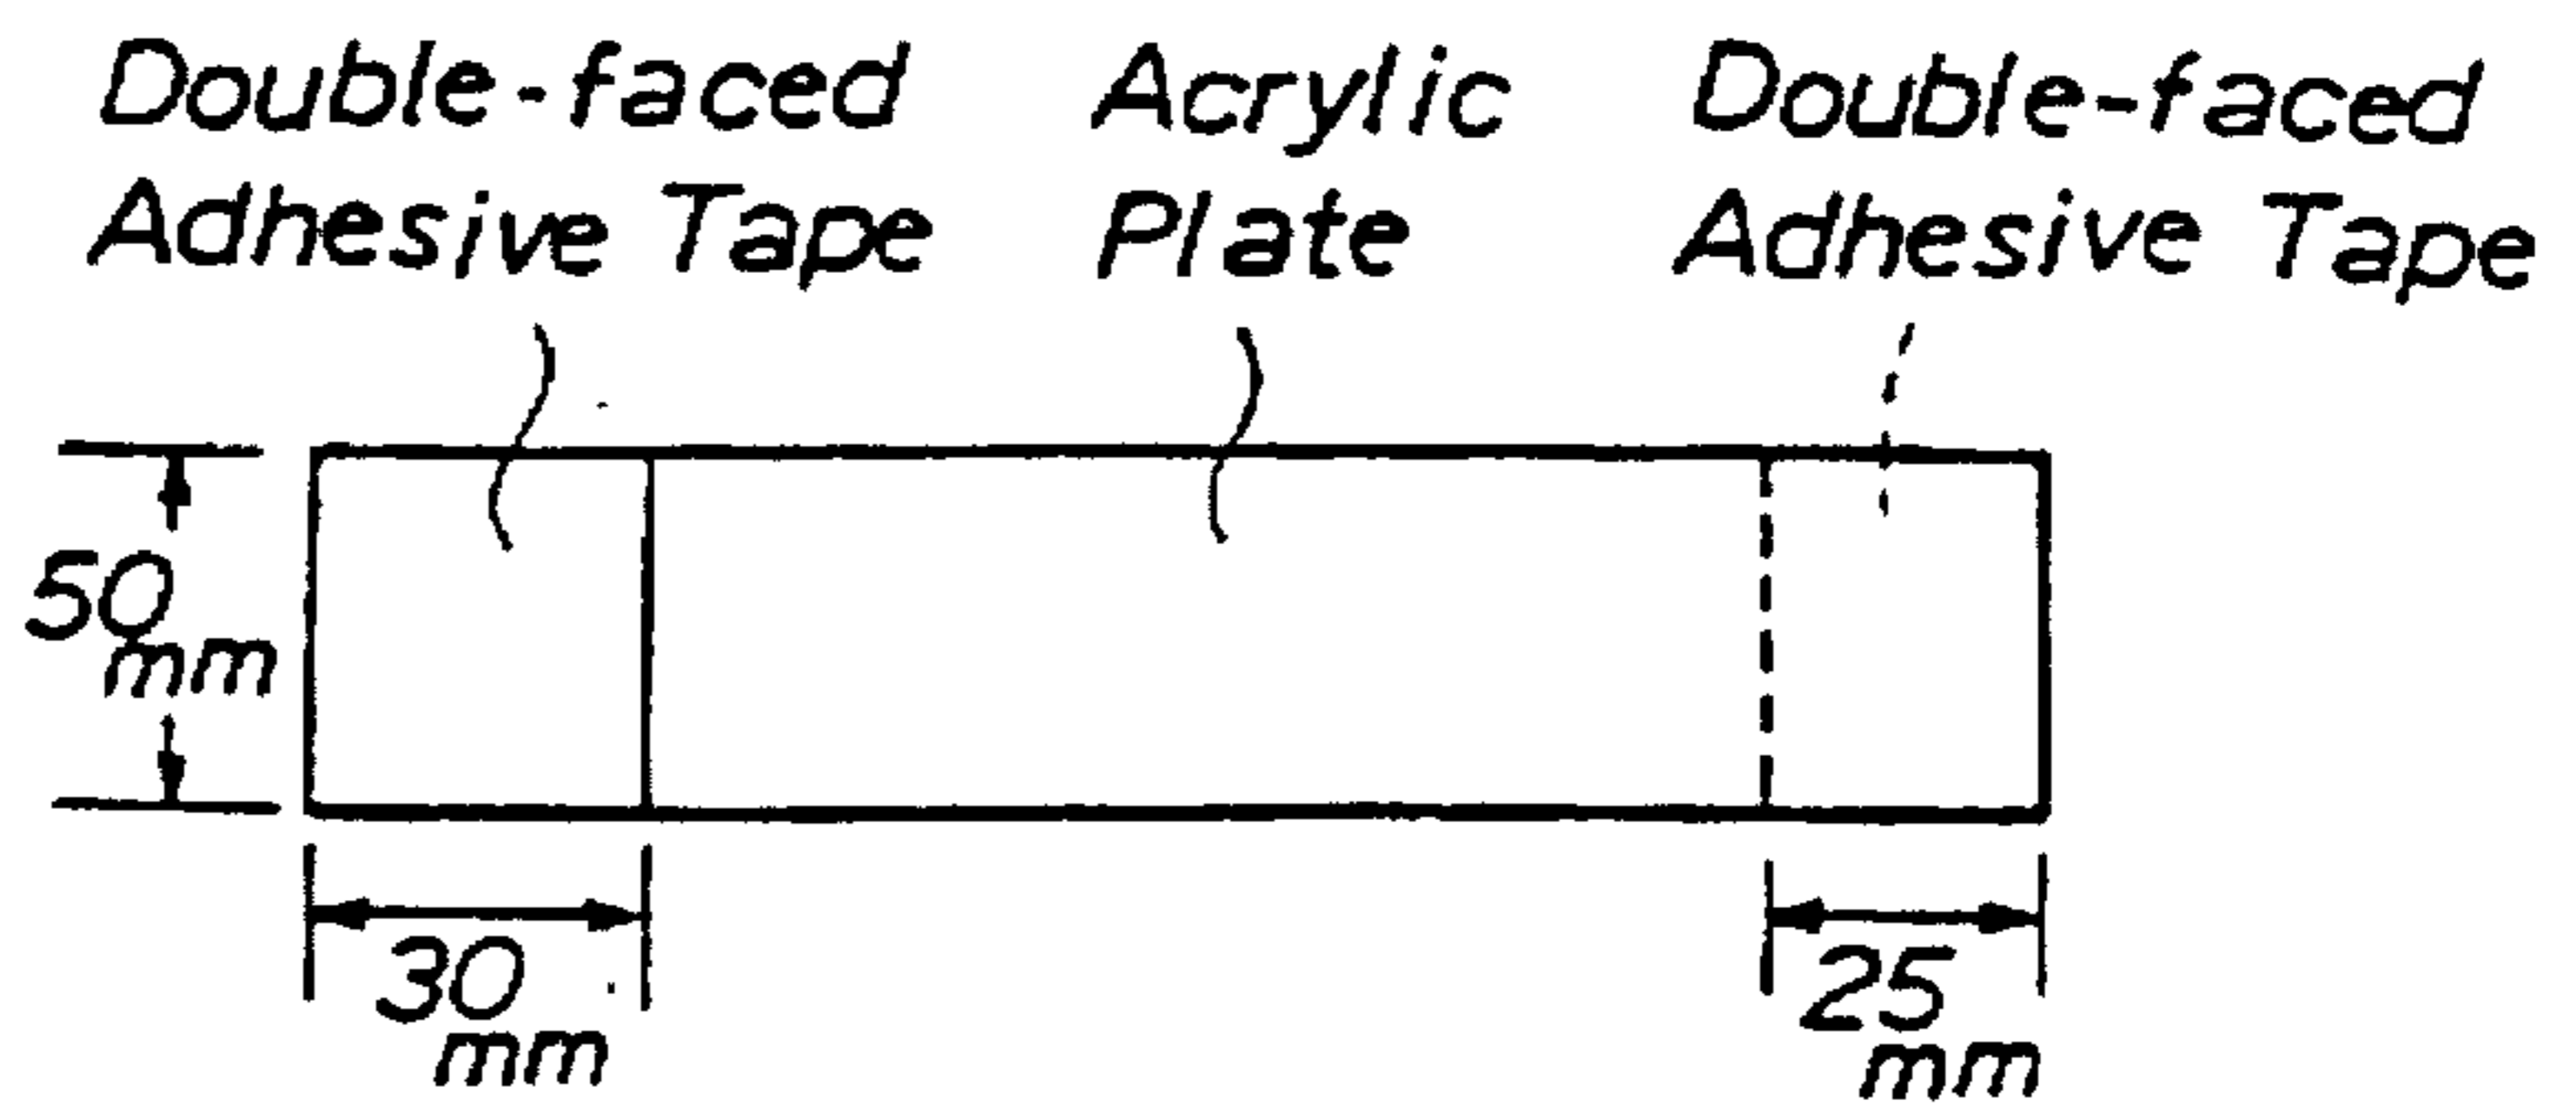 Double-faced
Adhesive Tape
Acrylic
Plate
Double-faced
Adhesive Tape
50
mm
30
mm
25
mm